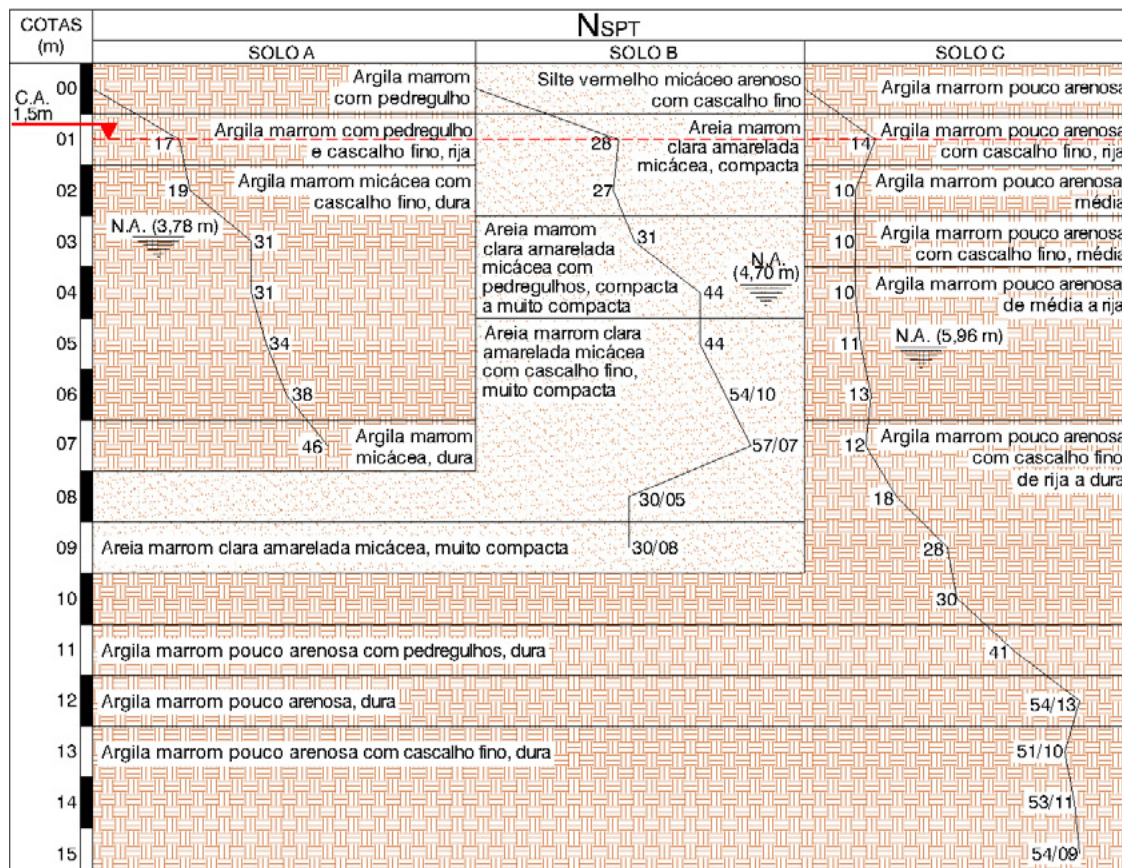 COTAS
(m)
NSPT
SOLO A
SOLO B
SOLO C
00
Argila marrom
com pedregulho
Silte vermelho micáceo arenoso
com cascalho fino
Argila marrom pouco arenosa
C.A.
1,5m
01
17
Argila marrom com pedregulho
e cascalho fino, rija
28
Areia marrom
clara amarelada
micácea, compacta
14
Argila marrom pouco arenosa
com cascalho fino, rija
02
19
Argila marrom micácea com
cascalho fino, dura
27
10
Argila marrom pouco arenosa
média
03
N.A. (3,78 m)
31
Areia marrom
clara amarelada
micácea com
pedregulhos, compacta
a muito compacta
31
N.A.
(4,70 m)
10
Argila marrom pouco arenosa
com cascalho fino, média
04
31
44
10
Argila marrom pouco arenosa
de média a rija
05
34
Areia marrom clara
amarelada micácea
com cascalho fino,
muito compacta
44
11
N.A. (5,96 m)
06
38
54/10
13
07
46
Argila marrom
micácea, dura
57/07
12
Argila marrom pouco arenosa
com cascalho fino
de rija a dura
08
30/05
18
09
Areia marrom clara amarelada micácea, muito compacta
30/08
28
10
30
11
Argila marrom pouco arenosa com pedregulhos, dura
41
12
Argila marrom pouco arenosa, dura
54/13
13
Argila marrom pouco arenosa com cascalho fino, dura
51/10
14
53/11
15
54/09